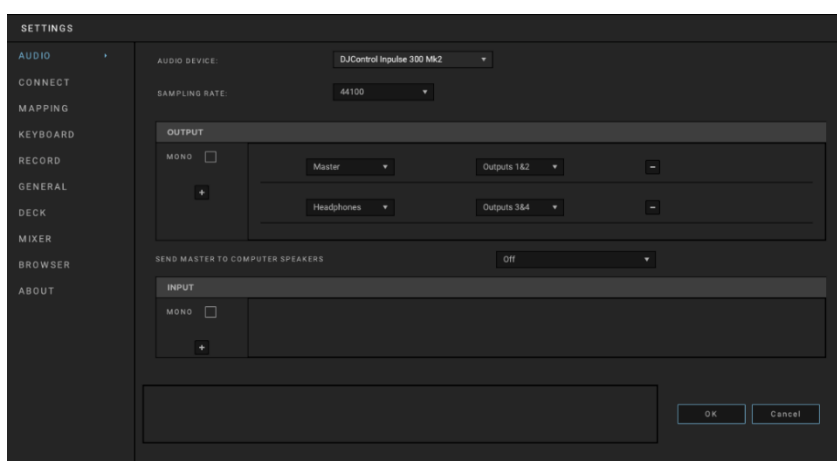 SETTINGS
AUDIO
CONNECT
MAPPING
KEYBOARD
RECORD
GENERAL
DECK
MIXER
BROWSER
ABOUT
AUDIO DEVICE: DJControl Inpulse 300 Mk2
SAMPLING RATE: 44100
OUTPUT
MONO
+
Master Outputs 1&2 -
Headphones Outputs 3&4 -
SEND MASTER TO COMPUTER SPEAKERS Off
INPUT
MONO
+
OK Cancel